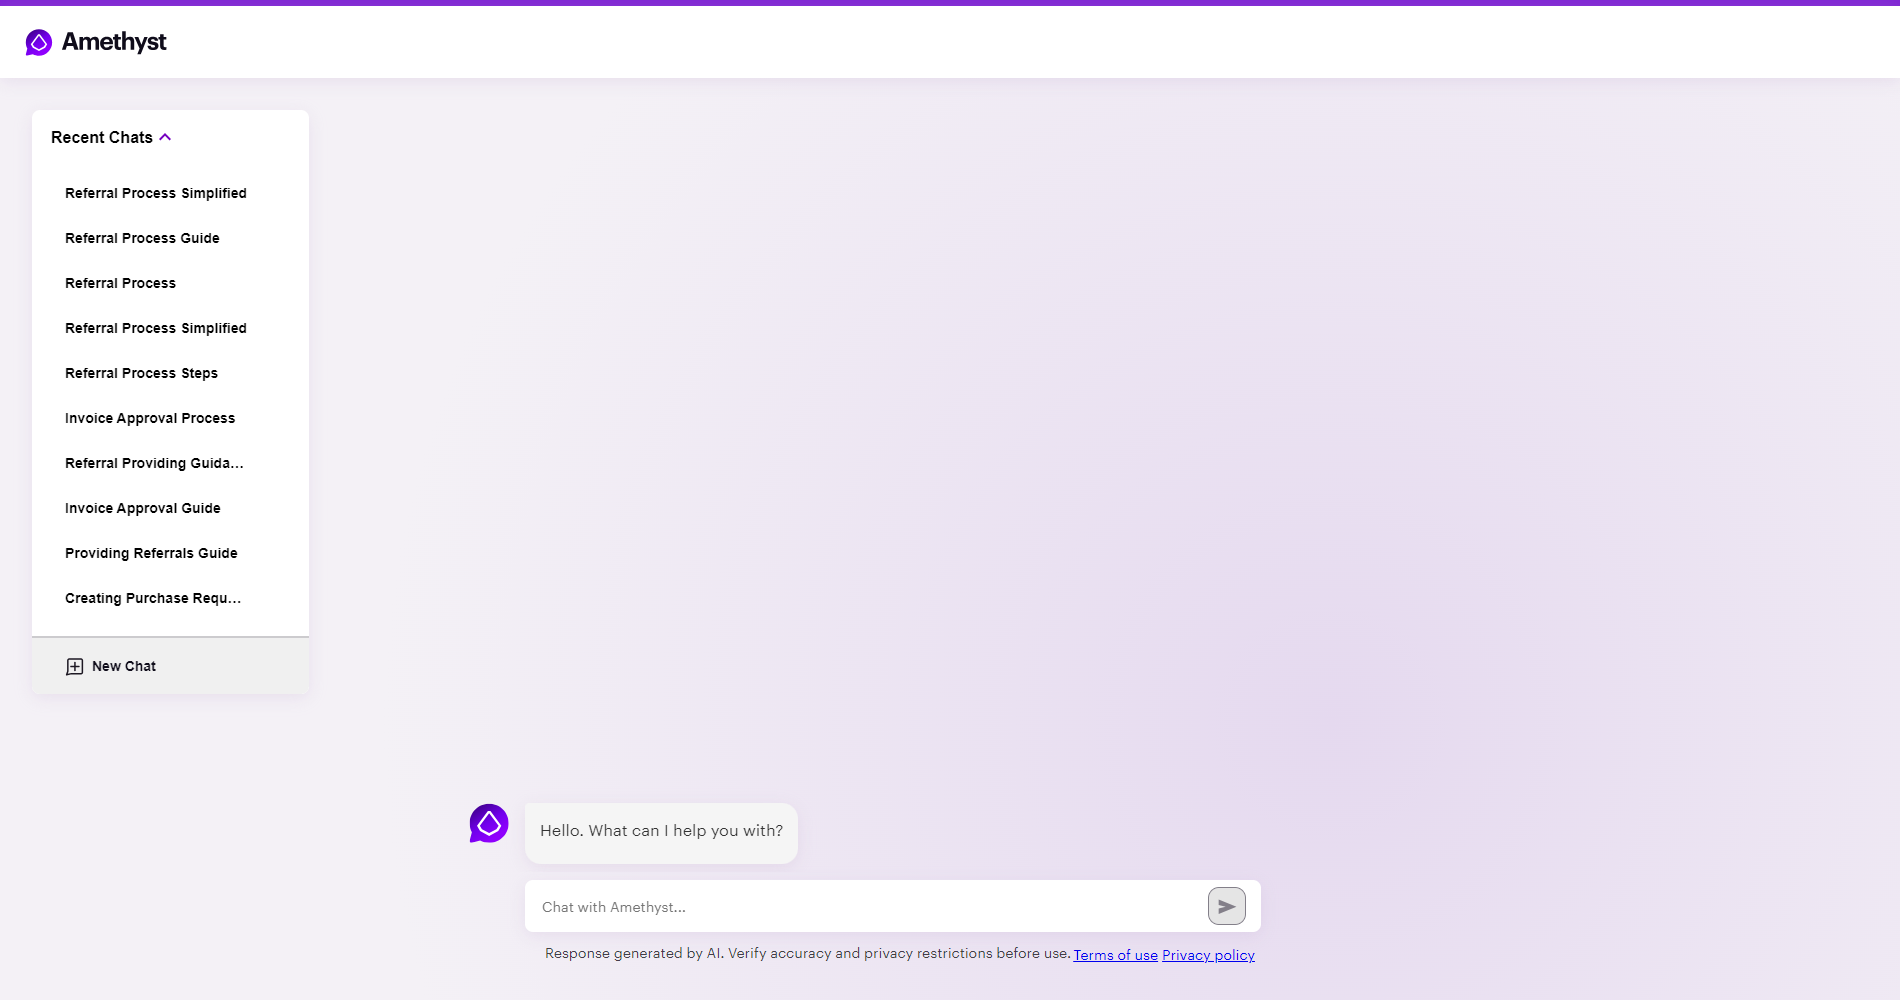 Amethyst
Recent Chats
Referral Process Simplified
Referral Process Guide
Referral Process
Referral Process Simplified
Referral Process Steps
Invoice Approval Process
Referral Providing Guida...
Invoice Approval Guide
Providing Referrals Guide
Creating Purchase Requ...
New Chat
Hello. What can I help you with?
Chat with Amethyst...
Response generated by AI. Verify accuracy and privacy restrictions before use. Terms of use Privacy policy